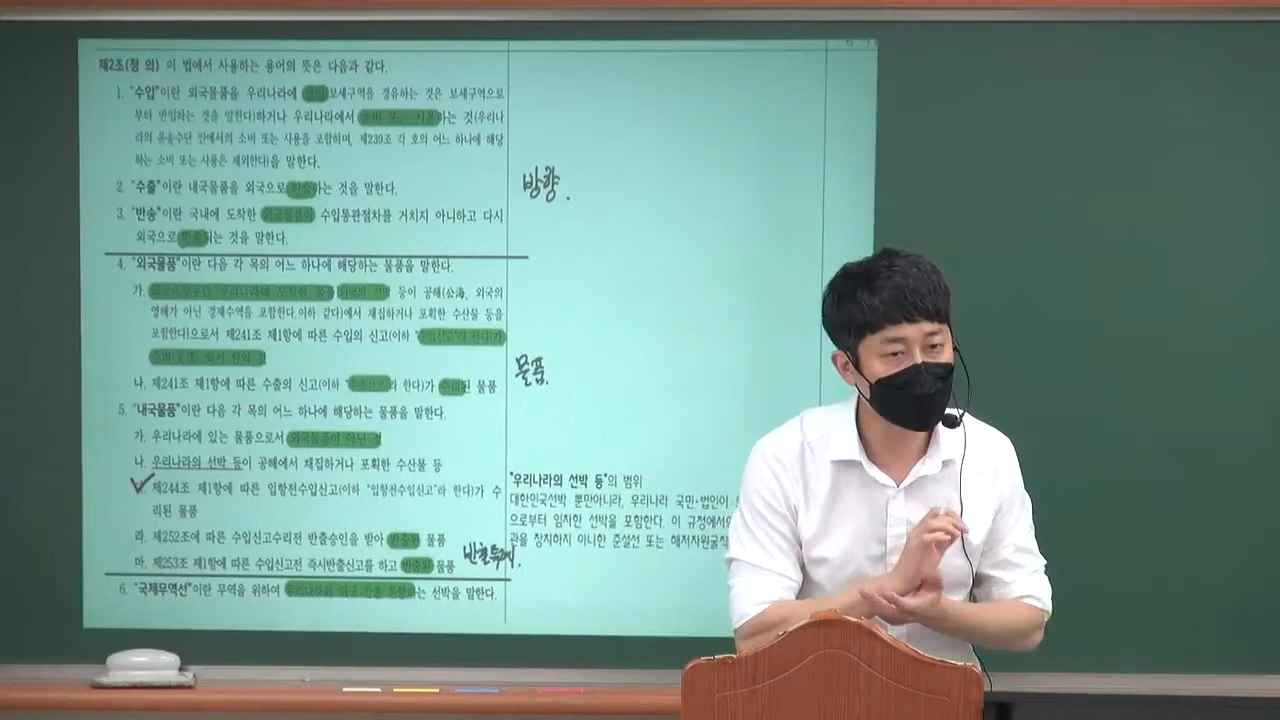 제2조(정 의) 이 법에서 사용하는 용어의 뜻은 다음과 같다.
1. "수입"이란 외국물품을 우리나라에 보세구역을 경유하는 것은 보세구역으로
부터 반입하는 것을 말한다)하거나 우리나라에서 소비 또는 사용하는 것(우리나
라의 운송수단 안에서의 소비 또는 사용을 포함하며, 제239조 각 호의 어느 하나에 해당
하는 소비 또는 사용은 제외한다)을 말한다.
2. "수출"이란 내국물품을 외국으로 반출하는 것을 말한다.
3. "반송"이란 국내에 도착한 외국물품이 수입통관절차를 거치지 아니하고 다시
외국으로 반출되는 것을 말한다.
방향.
4. "외국물품"이란 다음 각 목의 어느 하나에 해당하는 물품을 말한다.
가. 외국으로부터 우리나라에 도착한 물품 외국의 선박 등이 공해(公海, 외국의
영해가 아닌 경제수역을 포함한다.이하 같다)에서 채집하거나 포획한 수산물 등을
포함한다)으로서 제241조 제1항에 따른 수입의 신고(이하 "수입신고"라 한다)가
수리 되기 전의 것
나. 제241조 제1항에 따른 수출의 신고(이하 "수출신고"라 한다)가 수리된 물품
물품.
5. "내국물품"이란 다음 각 목의 어느 하나에 해당하는 물품을 말한다.
가. 우리나라에 있는 물품으로서 외국물품이 아닌 것
나. 우리나라의 선박 등이 공해에서 채집하거나 포획한 수산물 등
제244조 제1항에 따른 입항전수입신고(이하 "입항전수입신고"라 한다)가 수
리된 물품
라. 제252조에 따른 수입신고수리전 반출승인을 받아 반출된 물품
마. 제253조 제1항에 따른 수입신고전 즉시반출신고를 하고 반출된 물품
"우리나라의 선박 등"의 범위
대한민국선박 뿐만아니라, 우리나라 국민·법인이
으로부터 임차한 선박을 포함한다. 이 규정에서
관을 장치하지 아니한 준설선 또는 해저자원굴착
6. "국제무역선"이란 무역을 위하여 우리나라와 외국 간을 운항하는 선박을 말한다.